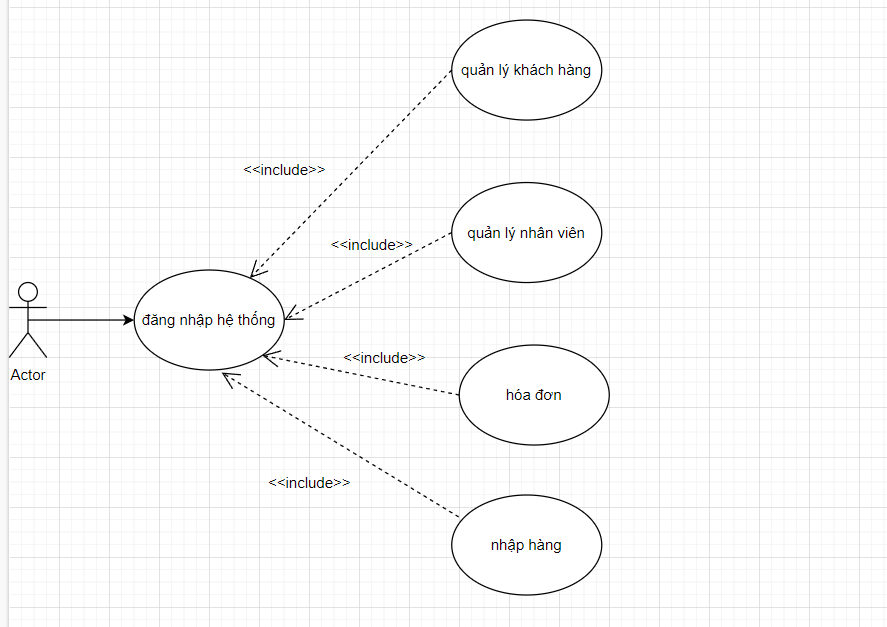 quản lý khách hàng
<<include>>
quản lý nhân viên
<<include>>
đăng nhập hệ thống
Actor
<<include>>
hóa đơn
<<include>>
nhập hàng